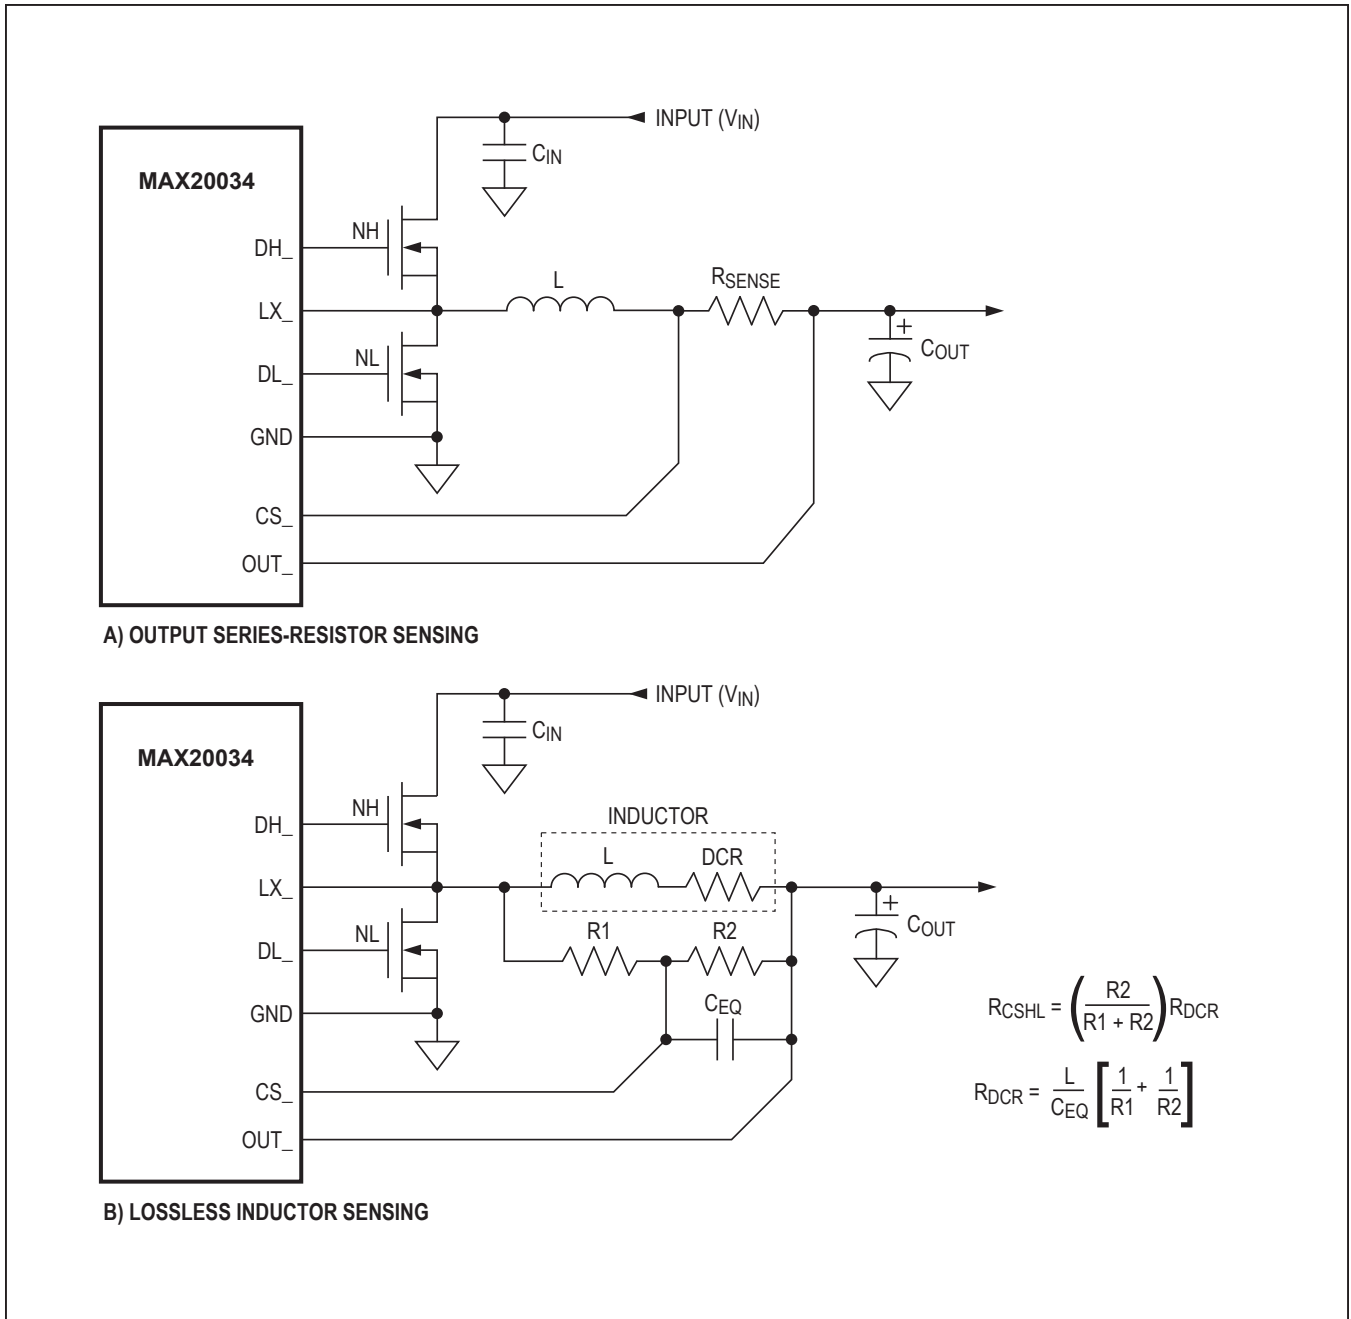 INPUT (VIN)
CIN
MAX20034
NH
DH_
L
RSENSE
LX_
+
COUT
NL
DL_
GND
CS_
OUT_
A) OUTPUT SERIES-RESISTOR SENSING
INPUT (VIN)
CIN
MAX20034
NH
DH_
INDUCTOR
L
DCR
LX_
+
COUT
R1
R2
NL
DL_
CEQ
GND
CS_
OUT_
RCSHL = (R2 / R1 + R2) RDCR
RDCR = L / CEQ [1 / R1 + 1 / R2]
B) LOSSLESS INDUCTOR SENSING